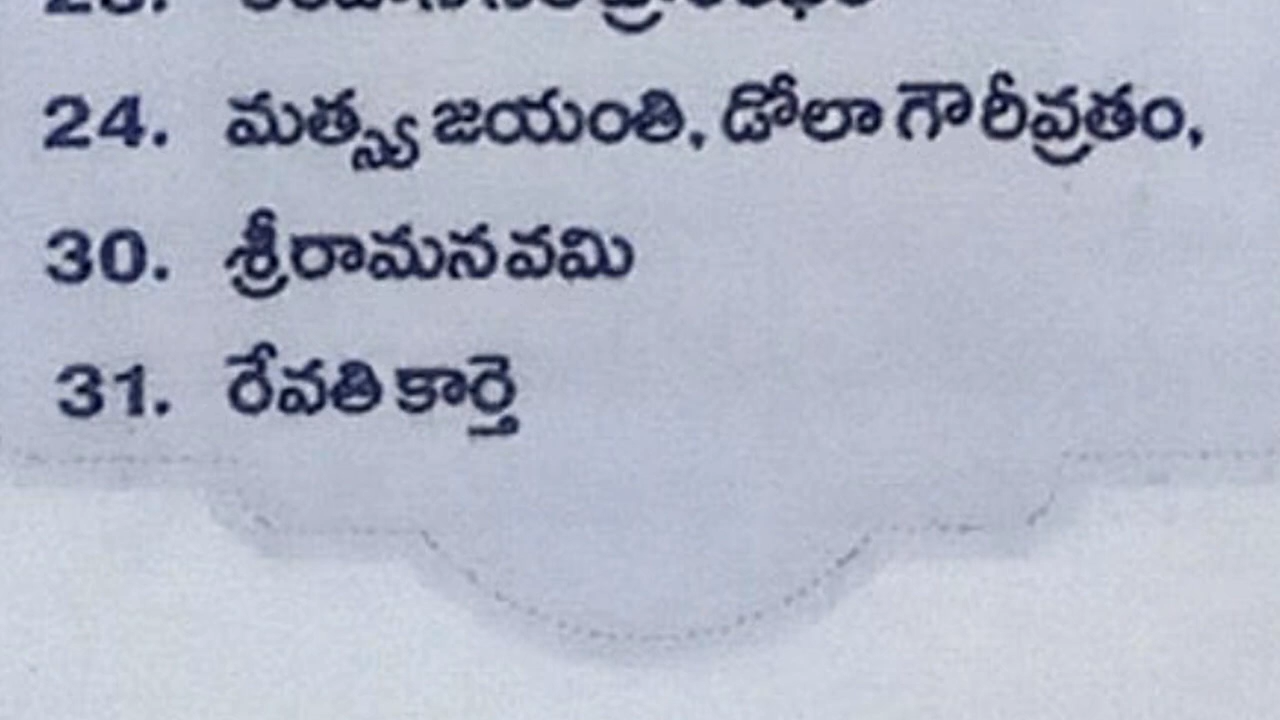 24. మత్స్య జయంతి, డోలా గౌరీవ్రతం,
30. శ్రీరామనవమి
31. రేవతి కార్తె